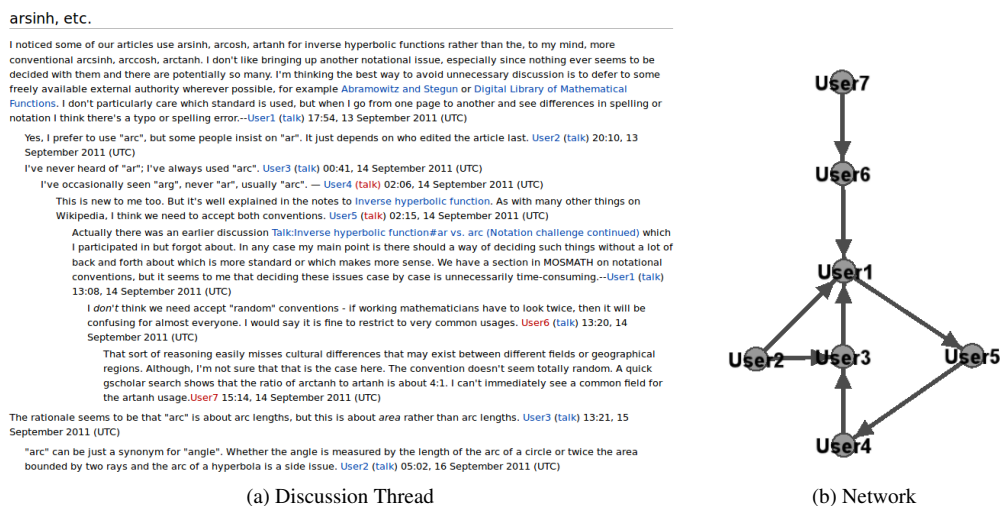 arsinh, etc.
I noticed some of our articles use arsinh, arcosh, artanh for inverse hyperbolic functions rather than the, to my mind, more
conventional arcsinh, arccosh, arctanh. I don't like bringing up another notational issue, especially since nothing ever seems to be
decided with them and there are potentially so many. I'm thinking the best way to avoid unnecessary discussion is to defer to some
freely available external authority wherever possible, for example Abramowitz and Stegun or Digital Library of Mathematical
Functions. I don't particularly care which standard is used, but when I go from one page to another and see differences in spelling or
notation I think there's a typo or spelling error.--User1 (talk) 17:54, 13 September 2011 (UTC)
Yes, I prefer to use "arc", but some people insist on "ar". It just depends on who edited the article last. User2 (talk) 20:10, 13
September 2011 (UTC)
I've never heard of "ar"; I've always used "arc". User3 (talk) 00:41, 14 September 2011 (UTC)
I've occasionally seen "arg", never "ar", usually "arc". — User4 (talk) 02:06, 14 September 2011 (UTC)
This is new to me too. But it's well explained in the notes to Inverse hyperbolic function. As with many other things on
Wikipedia, I think we need to accept both conventions. User5 (talk) 02:15, 14 September 2011 (UTC)
Actually there was an earlier discussion Talk:Inverse hyperbolic function#ar vs. arc (Notation challenge continued) which
I participated in but forgot about. In any case my main point is there should a way of deciding such things without a lot of
back and forth about which is more standard or which makes more sense. We have a section in MOSMATH on notational
conventions, but it seems to me that deciding these issues case by case is unnecessarily time-consuming.--User1 (talk)
13:08, 14 September 2011 (UTC)
I don't think we need accept "random" conventions - if working mathematicians have to look twice, then it will be
confusing for almost everyone. I would say it is fine to restrict to very common usages. User6 (talk) 13:20, 14
September 2011 (UTC)
That sort of reasoning easily misses cultural differences that may exist between different fields or geographical
regions. Although, I'm not sure that that is the case here. The convention doesn't seem totally random. A quick
gscholar search shows that the ratio of arctanh to artanh is about 4:1. I can't immediately see a common field for
the artanh usage.User7 15:14, 14 September 2011 (UTC)
The rationale seems to be that "arc" is about arc lengths, but this is about area rather than arc lengths. User3 (talk) 13:21, 15
September 2011 (UTC)
"arc" can be just a synonym for "angle". Whether the angle is measured by the length of the arc of a circle or twice the area
bounded by two rays and the arc of a hyperbola is a side issue. User2 (talk) 05:02, 16 September 2011 (UTC)
(a) Discussion Thread
User7
User6
User1
User2
User3
User5
User4
(b) Network